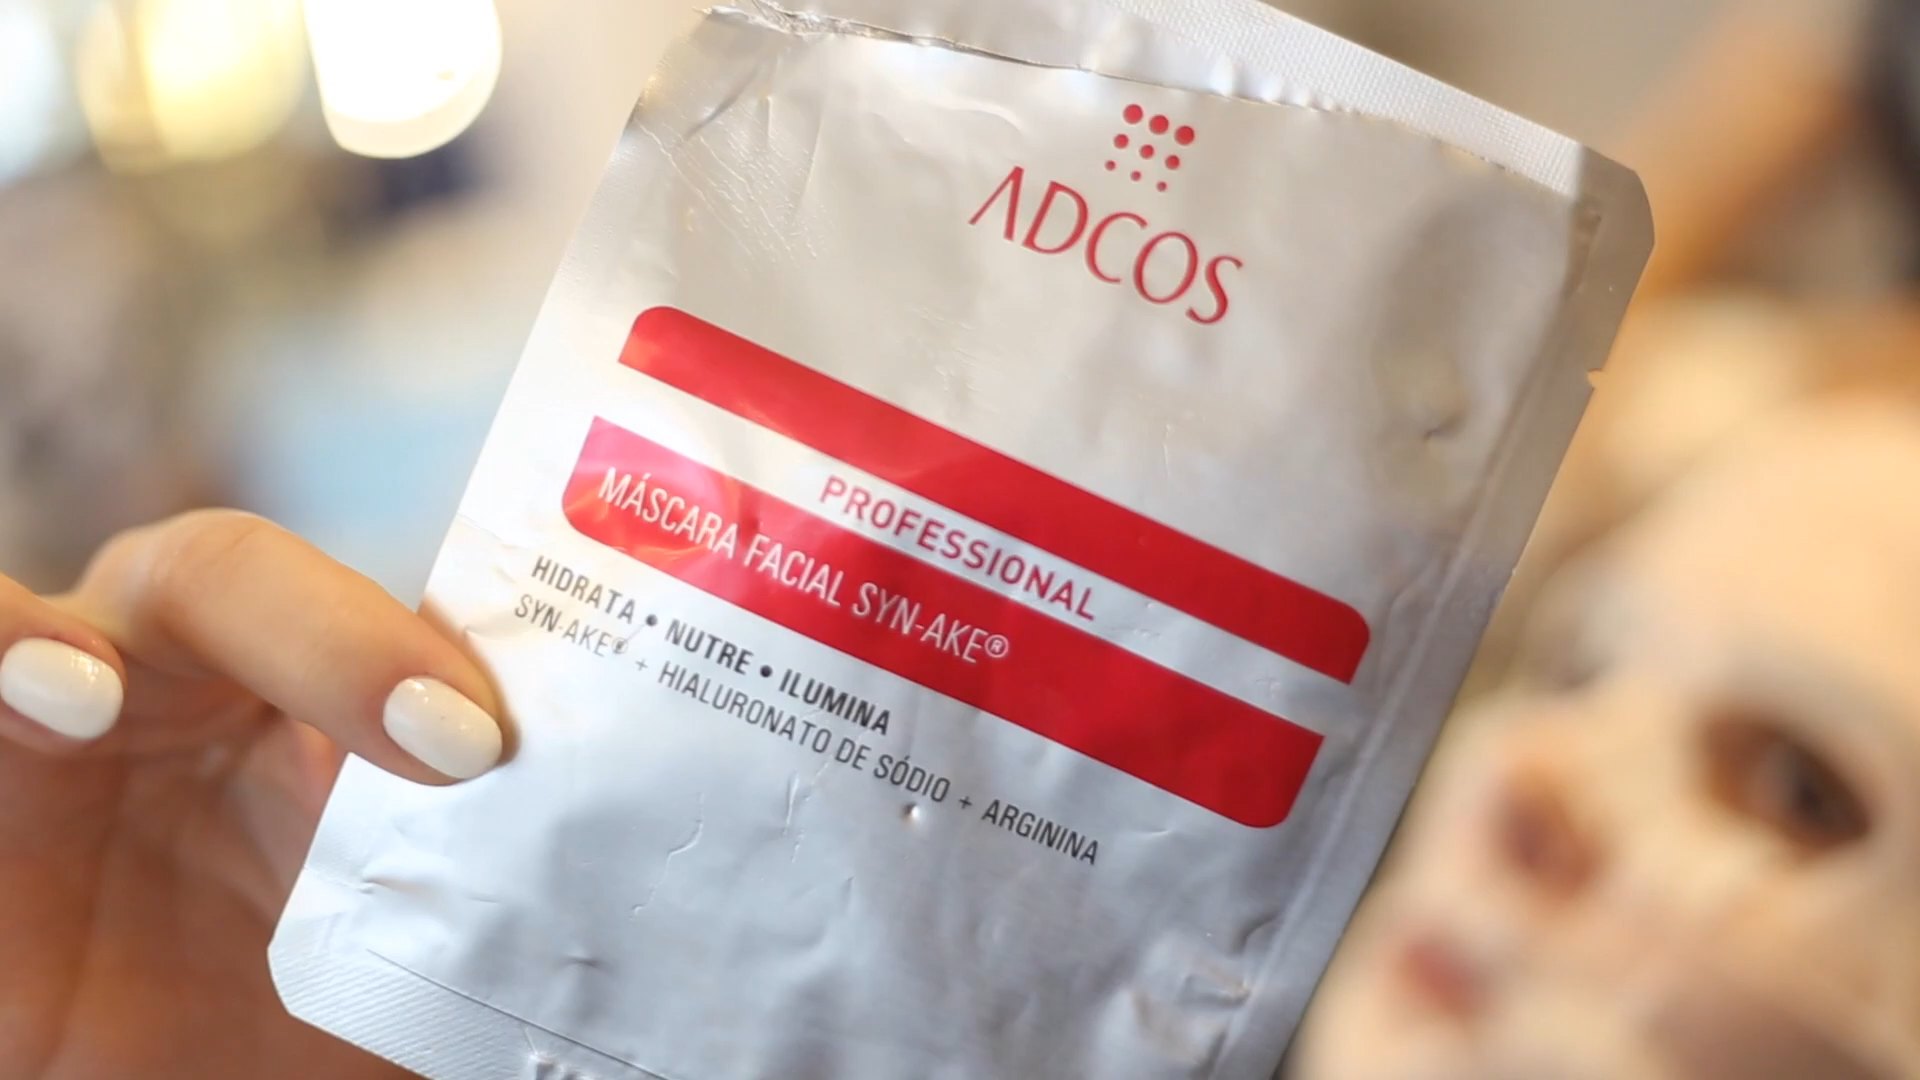 ADCOS
PROFESSIONAL
MÁSCARA FACIAL SYN-AKE®
HIDRATA • NUTRE • ILUMINA
SYN-AKE® + HIALURONATO DE SÓDIO + ARGININA